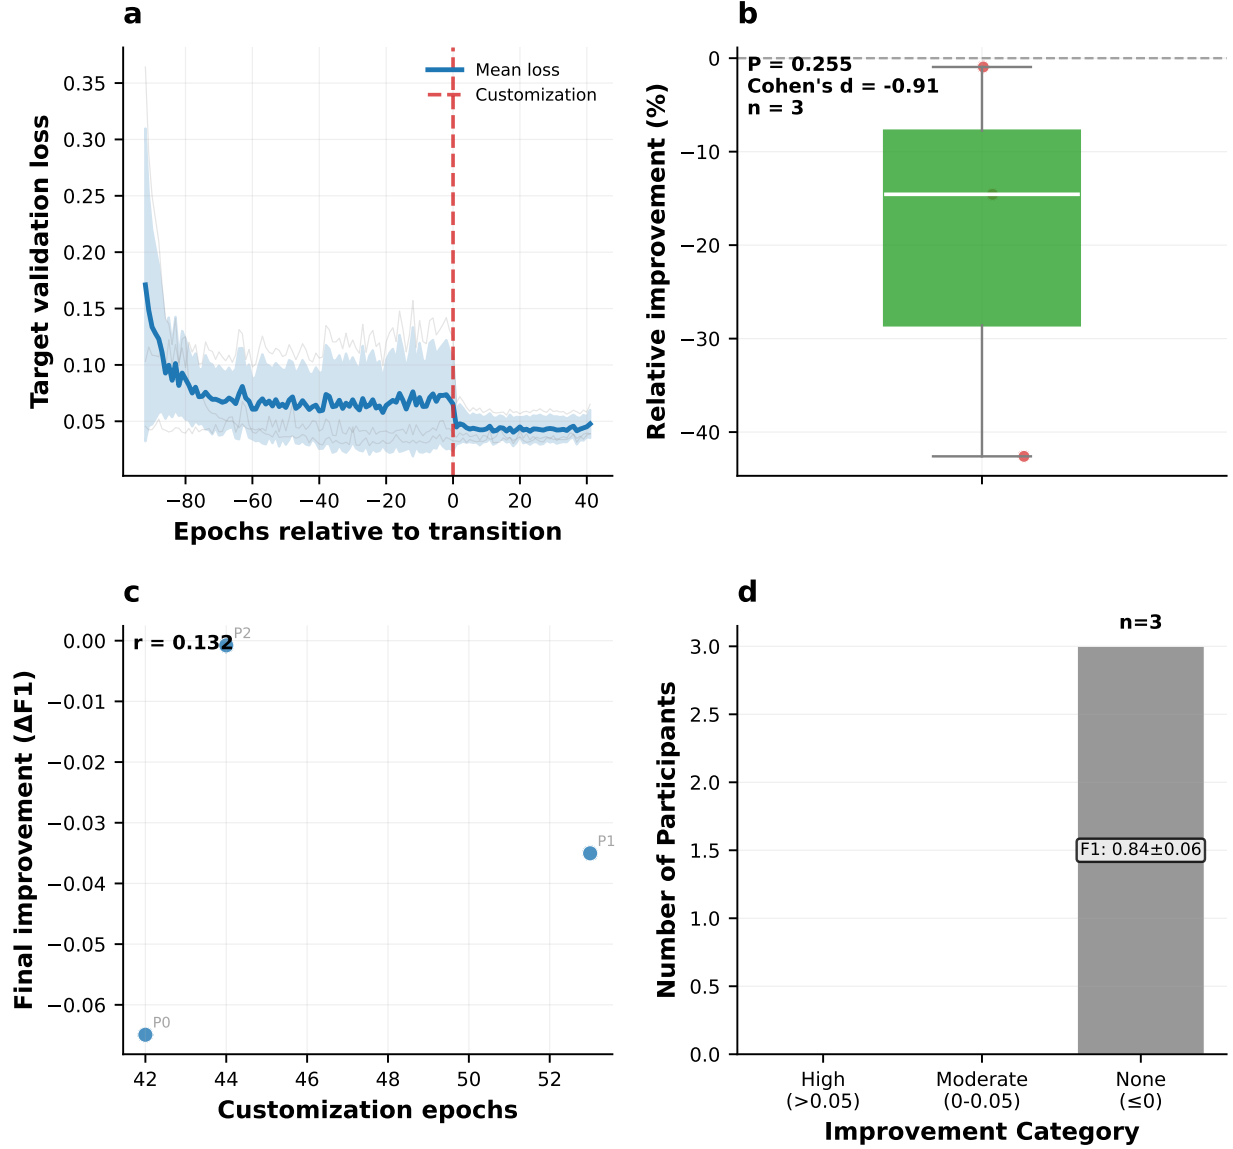 a
Target validation loss
0.35
0.30
0.25
0.20
0.15
0.10
0.05
Mean loss
Customization
−80
−60
−40
−20
0
20
40
Epochs relative to transition
b
Relative improvement (%)
0
−10
−20
−30
−40
P = 0.255
Cohen's d = -0.91
n = 3
c
Final improvement (ΔF1)
0.00
−0.01
−0.02
−0.03
−0.04
−0.05
−0.06
r = 0.132
P2
P1
P0
42
44
46
48
50
52
Customization epochs
d
Number of Participants
3.0
2.5
2.0
1.5
1.0
0.5
0.0
n=3
F1: 0.84±0.06
High
(>0.05)
Moderate
(0-0.05)
None
(≤0)
Improvement Category